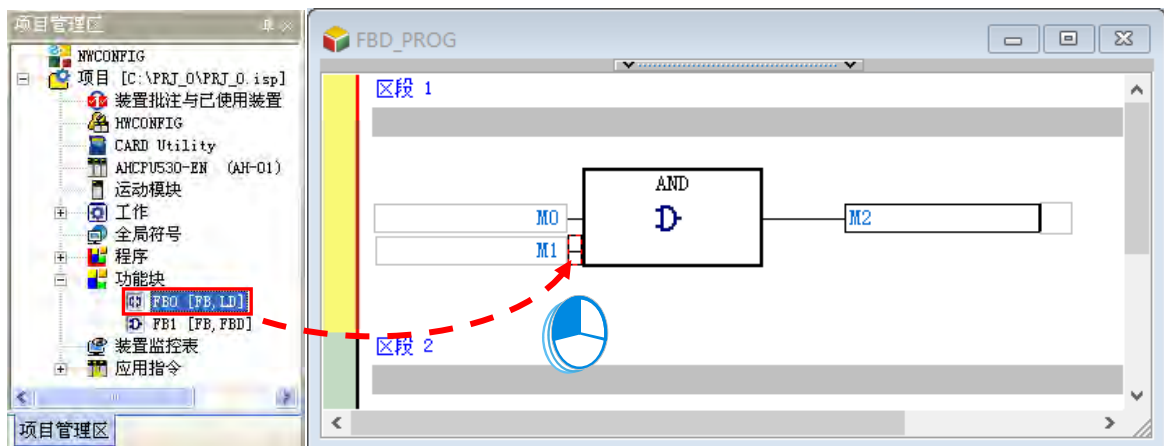 项目管理区
NWCONFIG
项目 [C:\PRJ_0\PRJ_0.isp]
装置批注与已使用装置
HWCONFIG
CARD Utility
AHCPU530-EN (AH-01)
运动模块
工作
全局符号
程序
功能块
FB0 [FB,LD]
FB1 [FB,FBD]
装置监控表
应用指令
项目管理区
FBD_PROG
区段 1
AND
M0
M2
M1
区段 2